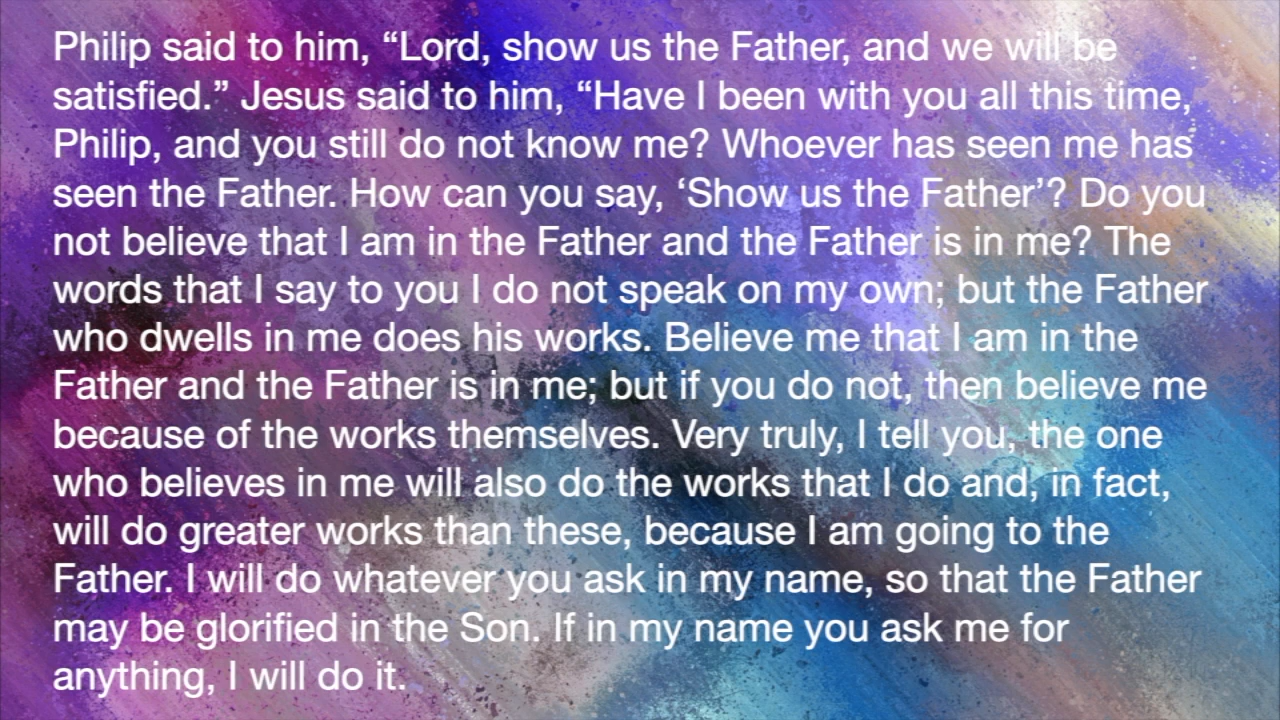 Philip said to him, “Lord, show us the Father, and we will be
satisfied.” Jesus said to him, “Have I been with you all this time,
Philip, and you still do not know me? Whoever has seen me has
seen the Father. How can you say, ‘Show us the Father’? Do you
not believe that I am in the Father and the Father is in me? The
words that I say to you I do not speak on my own; but the Father
who dwells in me does his works. Believe me that I am in the
Father and the Father is in me; but if you do not, then believe me
because of the works themselves. Very truly, I tell you, the one
who believes in me will also do the works that I do and, in fact,
will do greater works than these, because I am going to the
Father. I will do whatever you ask in my name, so that the Father
may be glorified in the Son. If in my name you ask me for
anything, I will do it.